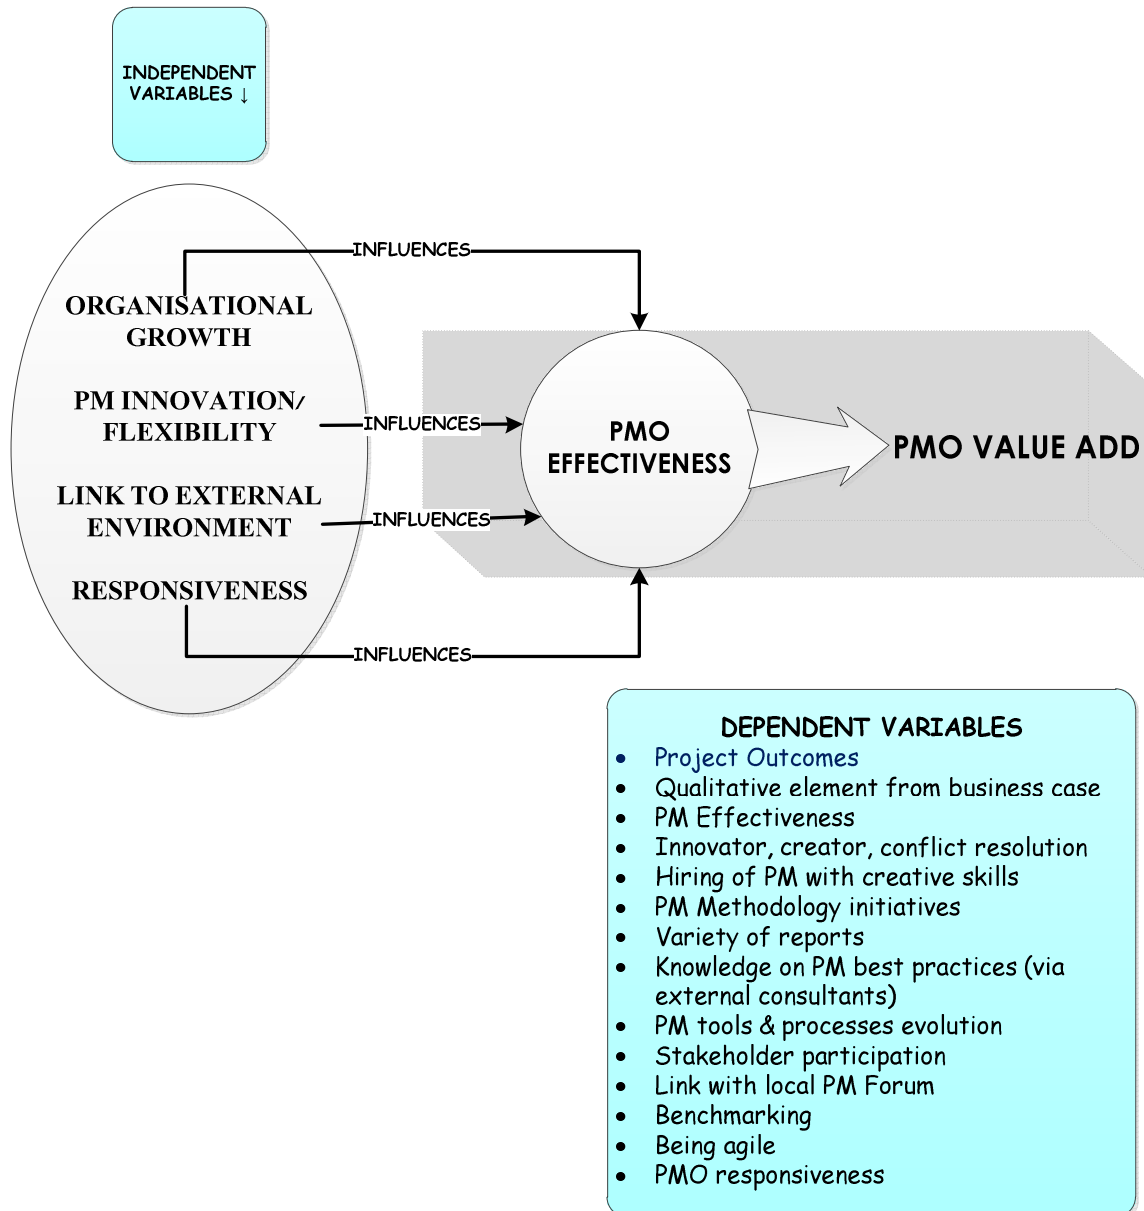 INDEPENDENT
VARIABLES ↓
INFLUENCES
ORGANISATIONAL
GROWTH
PM INNOVATION/
FLEXIBILITY
INFLUENCES
PMO
EFFECTIVENESS
PMO VALUE ADD
LINK TO EXTERNAL
ENVIRONMENT
INFLUENCES
RESPONSIVENESS
INFLUENCES
DEPENDENT VARIABLES
• Project Outcomes
• Qualitative element from business case
• PM Effectiveness
• Innovator, creator, conflict resolution
• Hiring of PM with creative skills
• PM Methodology initiatives
• Variety of reports
• Knowledge on PM best practices (via
external consultants)
• PM tools & processes evolution
• Stakeholder participation
• Link with local PM Forum
• Benchmarking
• Being agile
• PMO responsiveness